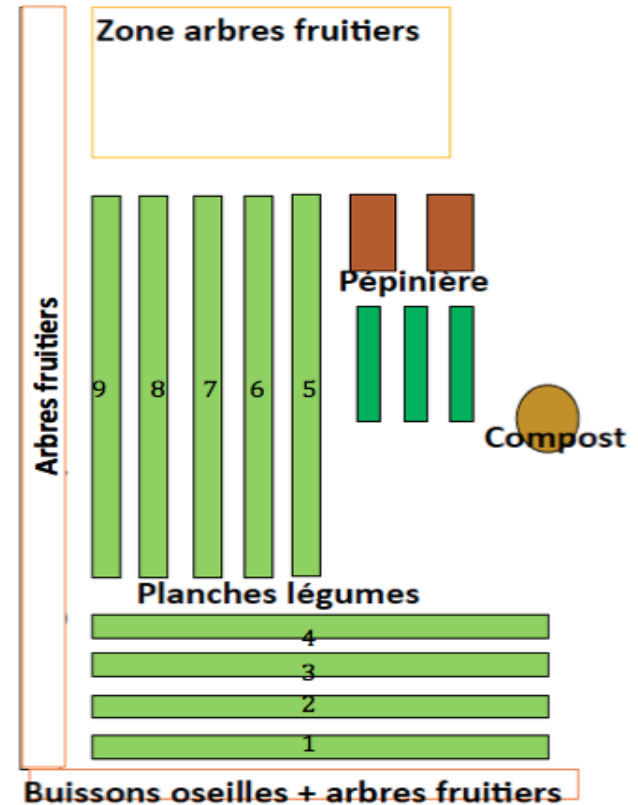 Zone arbres fruitiers
Arbres fruitiers
Pépinière
9 8 7 6 5
Compost
Planches légumes
4
3
2
1
Buissons oseilles + arbres fruitiers